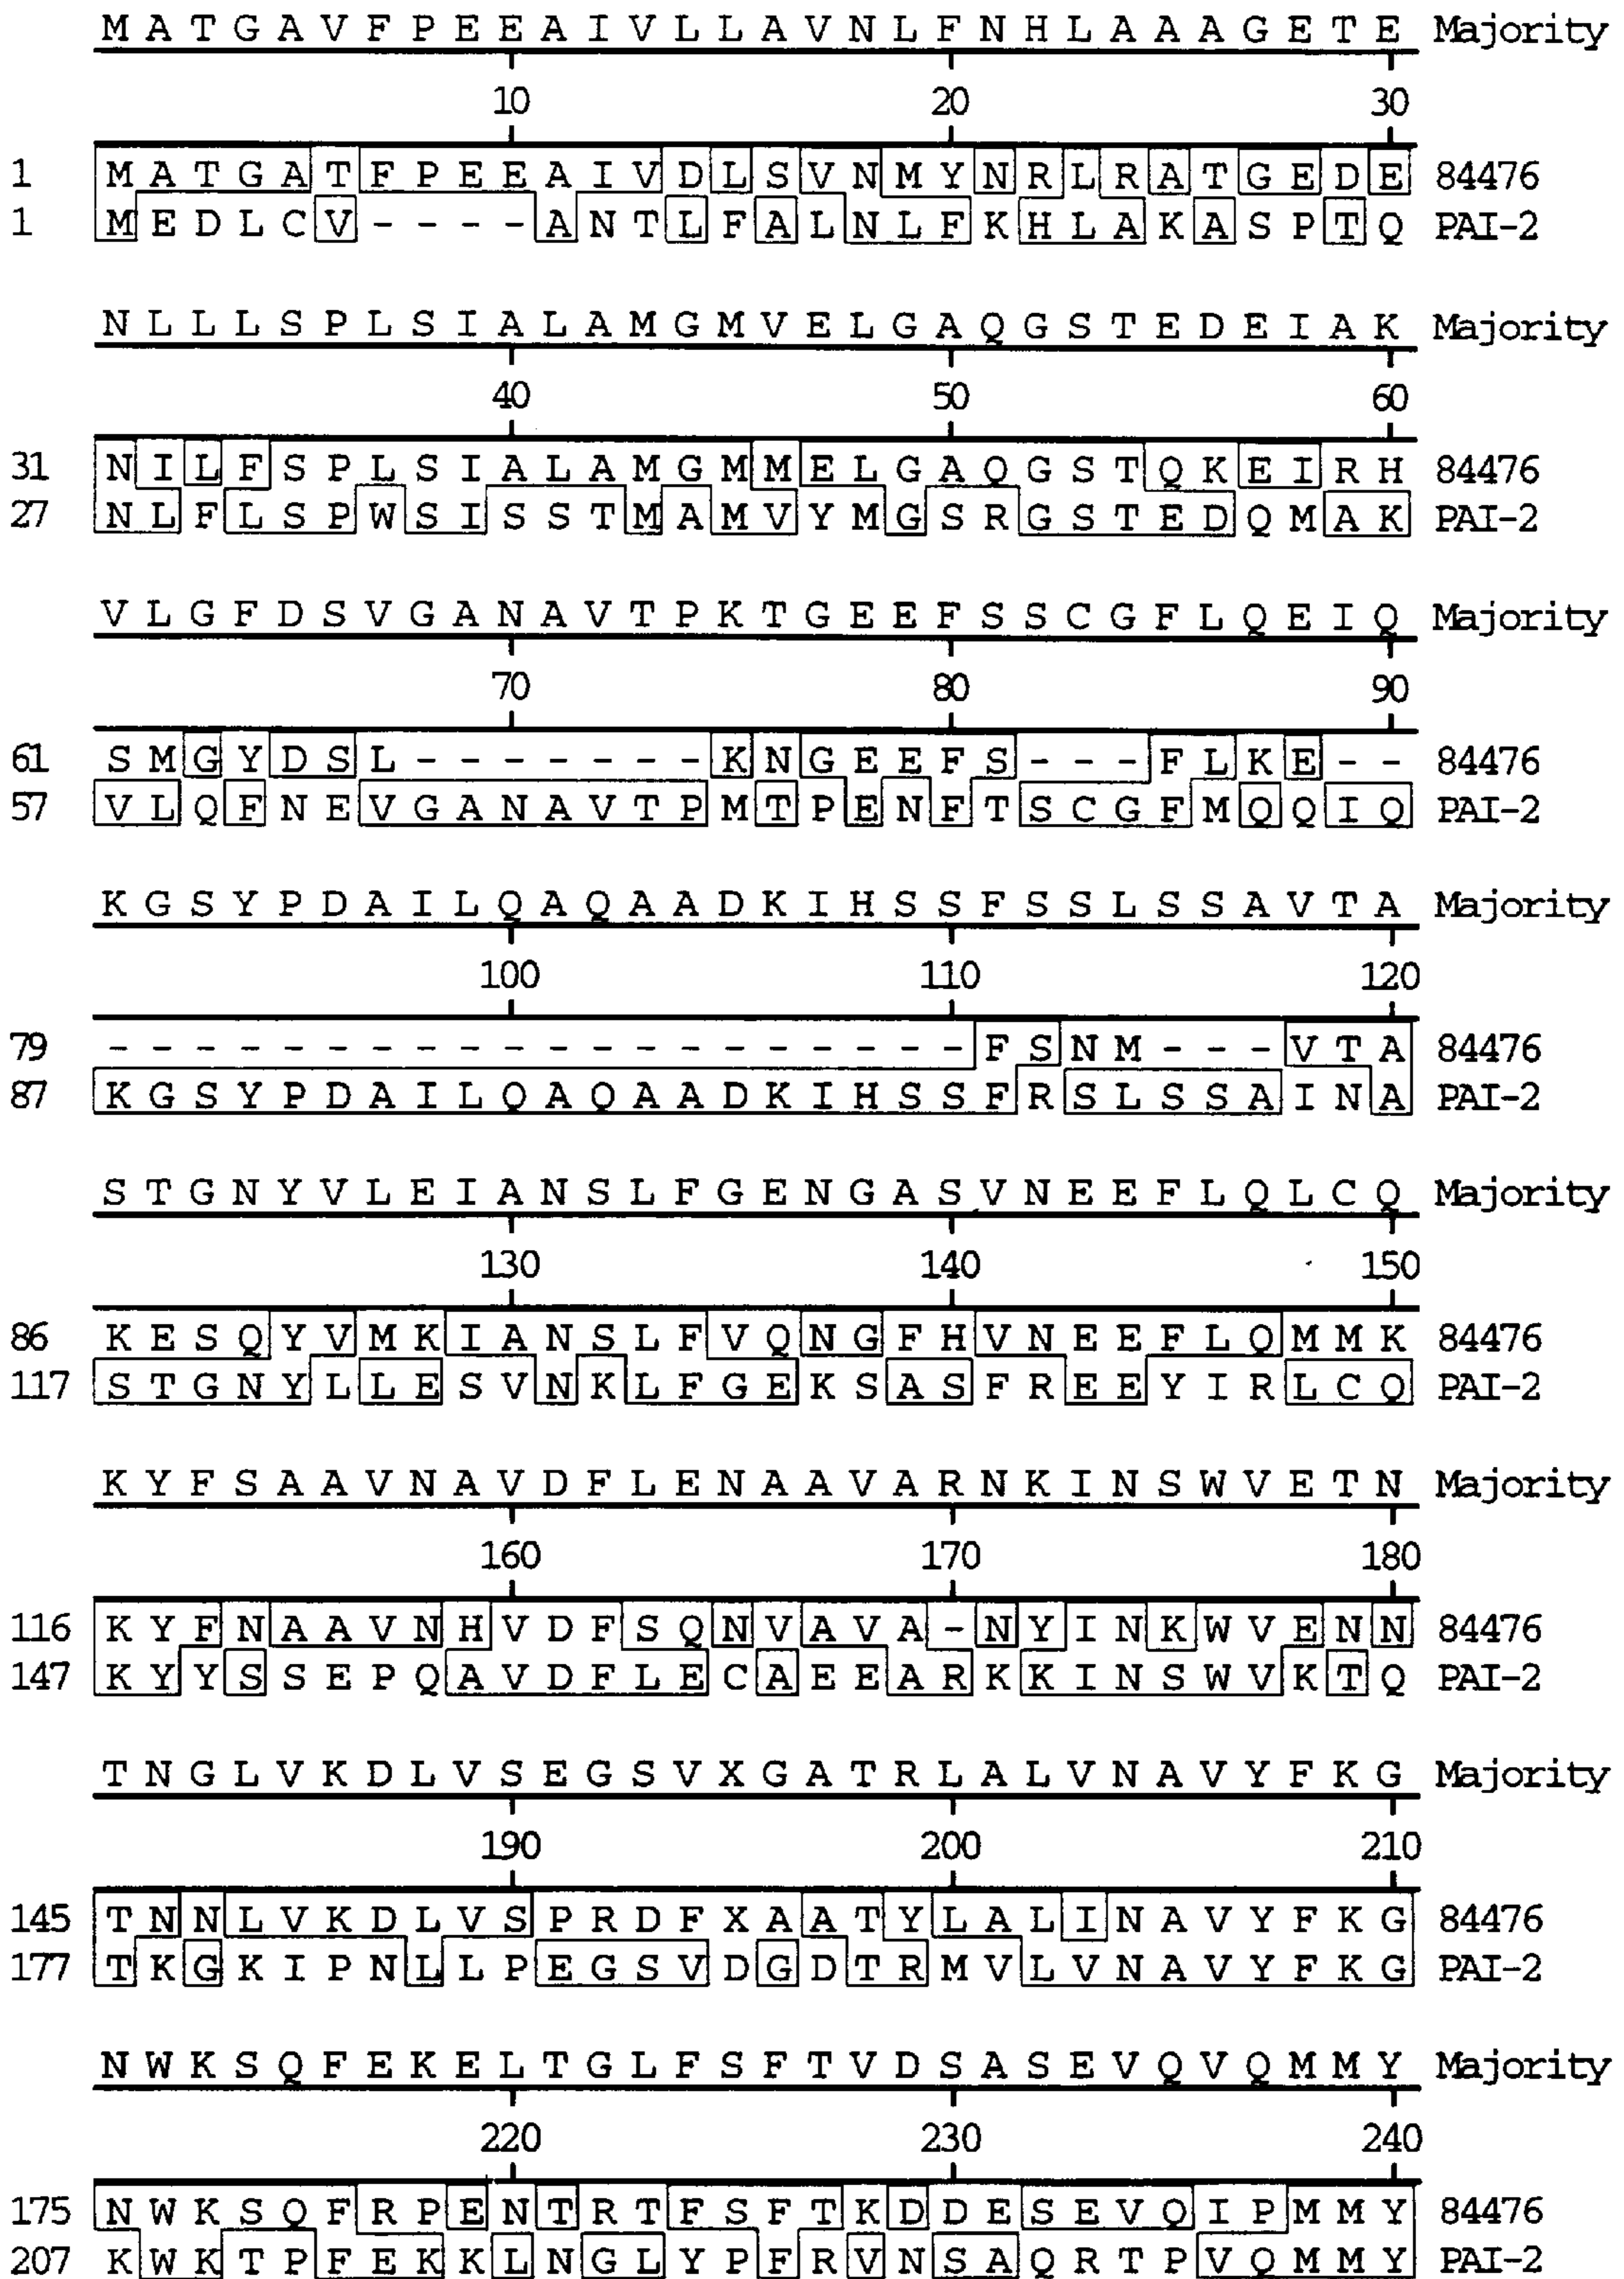 M A T G A V F P E E A I V L L A V N L F N H L A A A G E T E Majority
10 20 30
1 M A T G A T F P E E A I V D L S V N M Y N R L R A T G E D E 84476
1 M E D L C V - - - - A N T L F A L N L F K H L A K A S P T Q PAI-2
N L L L S P L S I A L A M G M V E L G A Q G S T E D E I A K Majority
40 50 60
31 N I L F S P L S I A L A M G M M E L G A Q G S T Q K E I R H 84476
27 N L F L S P W S I S S T M A M V Y M G S R G S T E D Q M A K PAI-2
V L G F D S V G A N A V T P K T G E E F S S C G F L Q E I Q Majority
70 80 90
61 S M G Y D S L - - - - - - - K N G E E F S - - - F L K E - - 84476
57 V L Q F N E V G A N A V T P M T P E N F T S C G F M Q Q I Q PAI-2
K G S Y P D A I L Q A Q A A D K I H S S F S S L S S A V T A Majority
100 110 120
79 - - - - - - - - - - - - - - - - - - - - F S N M - - - V T A 84476
87 K G S Y P D A I L Q A Q A A D K I H S S F R S L S S A I N A PAI-2
S T G N Y V L E I A N S L F G E N G A S V N E E F L Q L C Q Majority
130 140 150
86 K E S Q Y V M K I A N S L F V Q N G F H V N E E F L Q M M K 84476
117 S T G N Y L L E S V N K L F G E K S A S F R E E Y I R L C Q PAI-2
K Y F S A A V N A V D F L E N A A V A R N K I N S W V E T N Majority
160 170 180
116 K Y F N A A V N H V D F S Q N V A V A - N Y I N K W V E N N 84476
147 K Y Y S S E P Q A V D F L E C A E E A R K K I N S W V K T Q PAI-2
T N G L V K D L V S E G S V X G A T R L A L V N A V Y F K G Majority
190 200 210
145 T N N L V K D L V S P R D F X A A T Y L A L I N A V Y F K G 84476
177 T K G K I P N L L P E G S V D G D T R M V L V N A V Y F K G PAI-2
N W K S Q F E K E L T G L F S F T V D S A S E V Q V Q M M Y Majority
220 230 240
175 N W K S Q F R P E N T R T F S F T K D D E S E V Q I P M M Y 84476
207 K W K T P F E K K L N G L Y P F R V N S A Q R T P V Q M M Y PAI-2